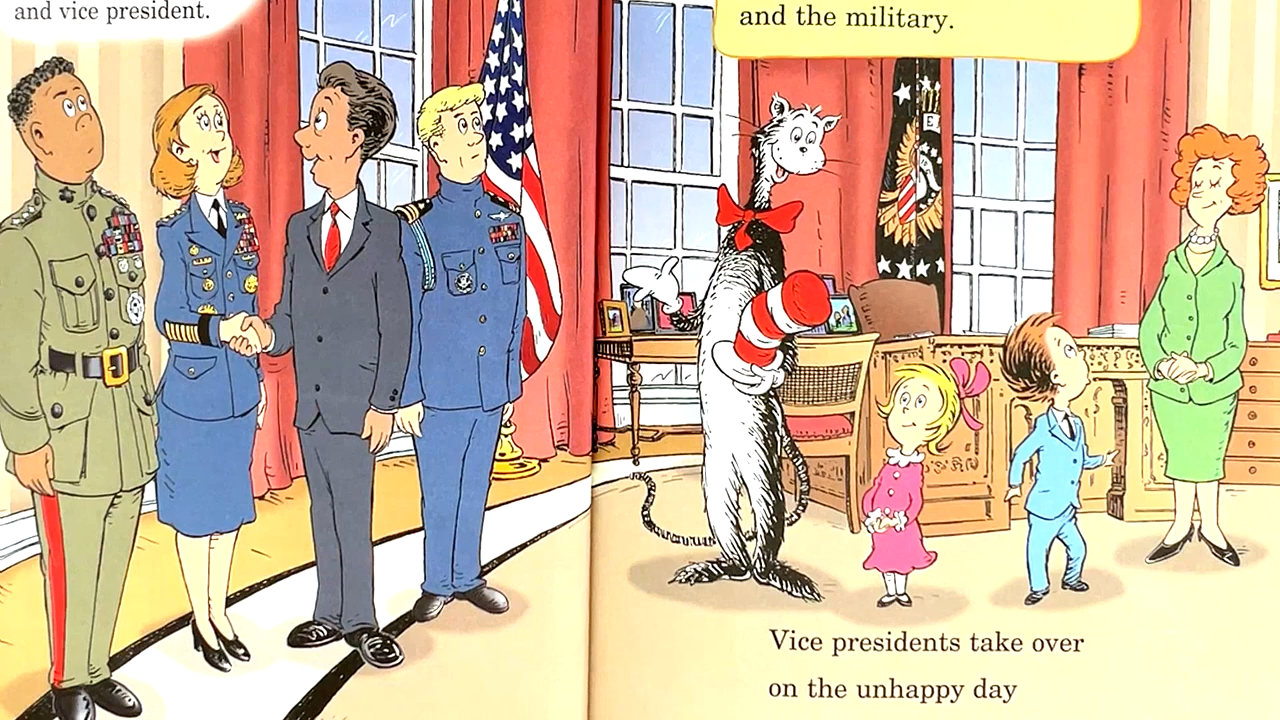 and vice president.
and the military.
E
Vice presidents take over
on the unhappy day